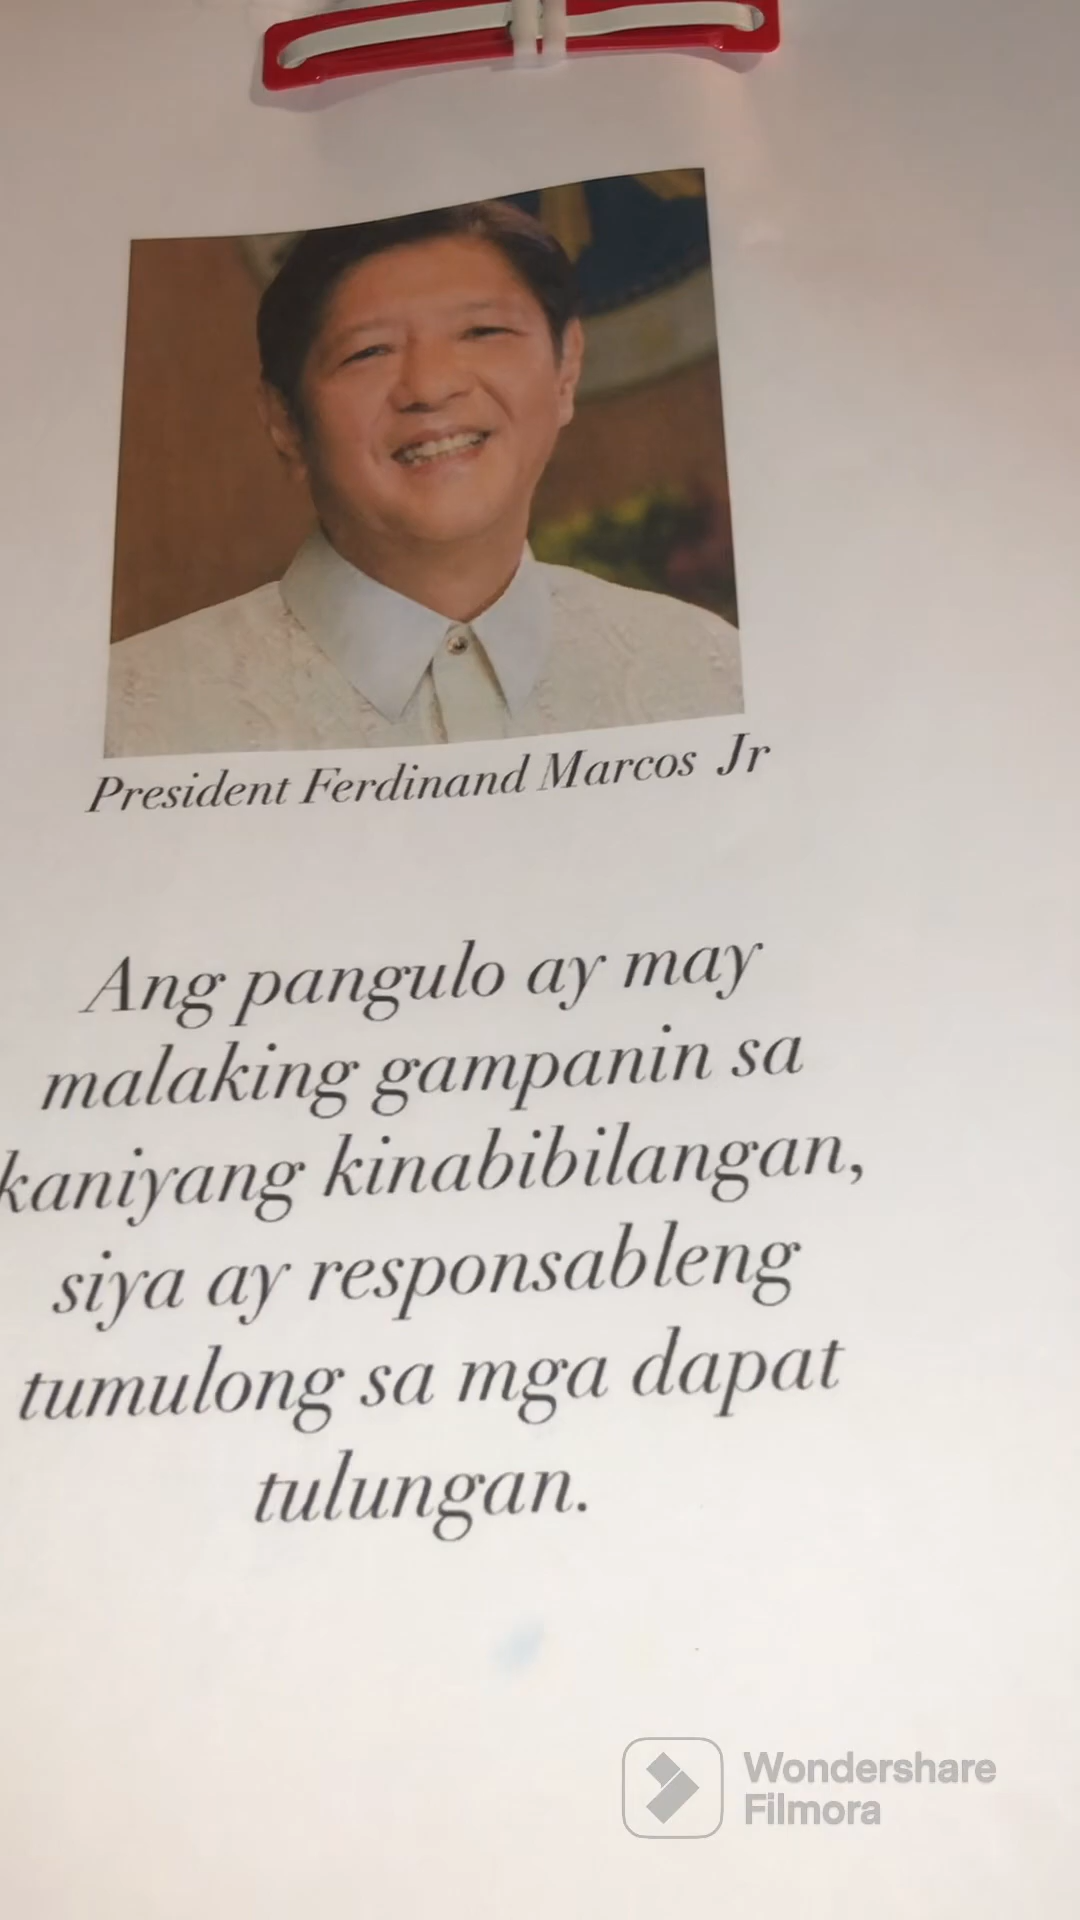 President Ferdinand Marcos Jr
Ang pangulo ay may
malaking gampanin sa
kaniyang kinabibilangan,
siya ay responsableng
tumulong sa mga dapat
tulungan.
Wondershare
Filmora